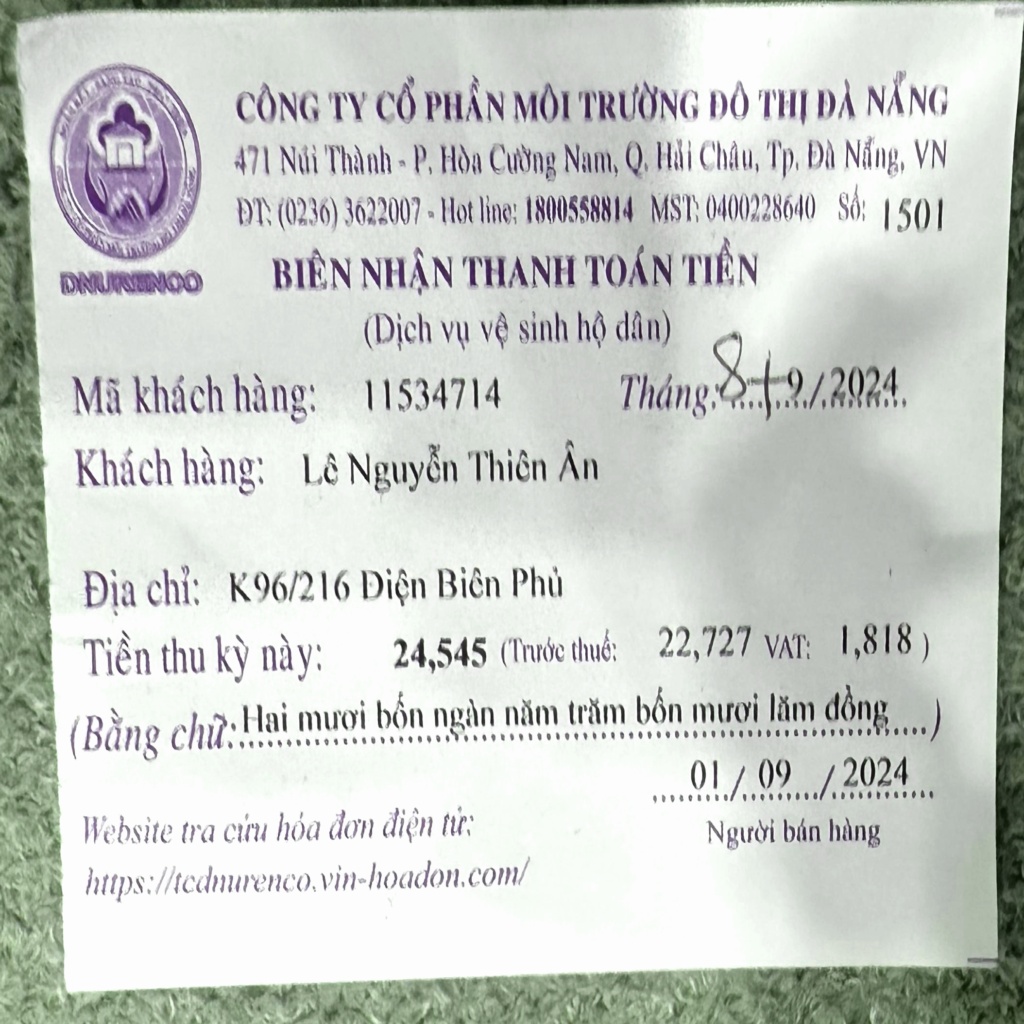 CÔNG TY CỔ PHẦN MÔI TRƯỜNG ĐÔ THỊ ĐÀ NẴNG
471 Núi Thành - P. Hòa Cường Nam, Q. Hải Châu, Tp. Đà Nẵng, VN
ĐT: (0236) 3622007 - Hot line: 1800558814 MST: 0400228640 Số: 1501
DNURENCO
BIÊN NHẬN THANH TOÁN TIỀN
(Dịch vụ vệ sinh hộ dân)
Mã khách hàng: 11534714 Tháng: 8+9/2024
Khách hàng: Lê Nguyễn Thiên Ân
Địa chỉ: K96/216 Điện Biên Phủ
Tiền thu kỳ này: 24,545 (Trước thuế: 22,727 VAT: 1,818 )
(Bằng chữ: Hai mươi bốn ngàn năm trăm bốn mươi lăm đồng)
01/09/2024
Người bán hàng
Website tra cứu hóa đơn điện tử:
https://tcdnurenco.vin-hoadon.com/